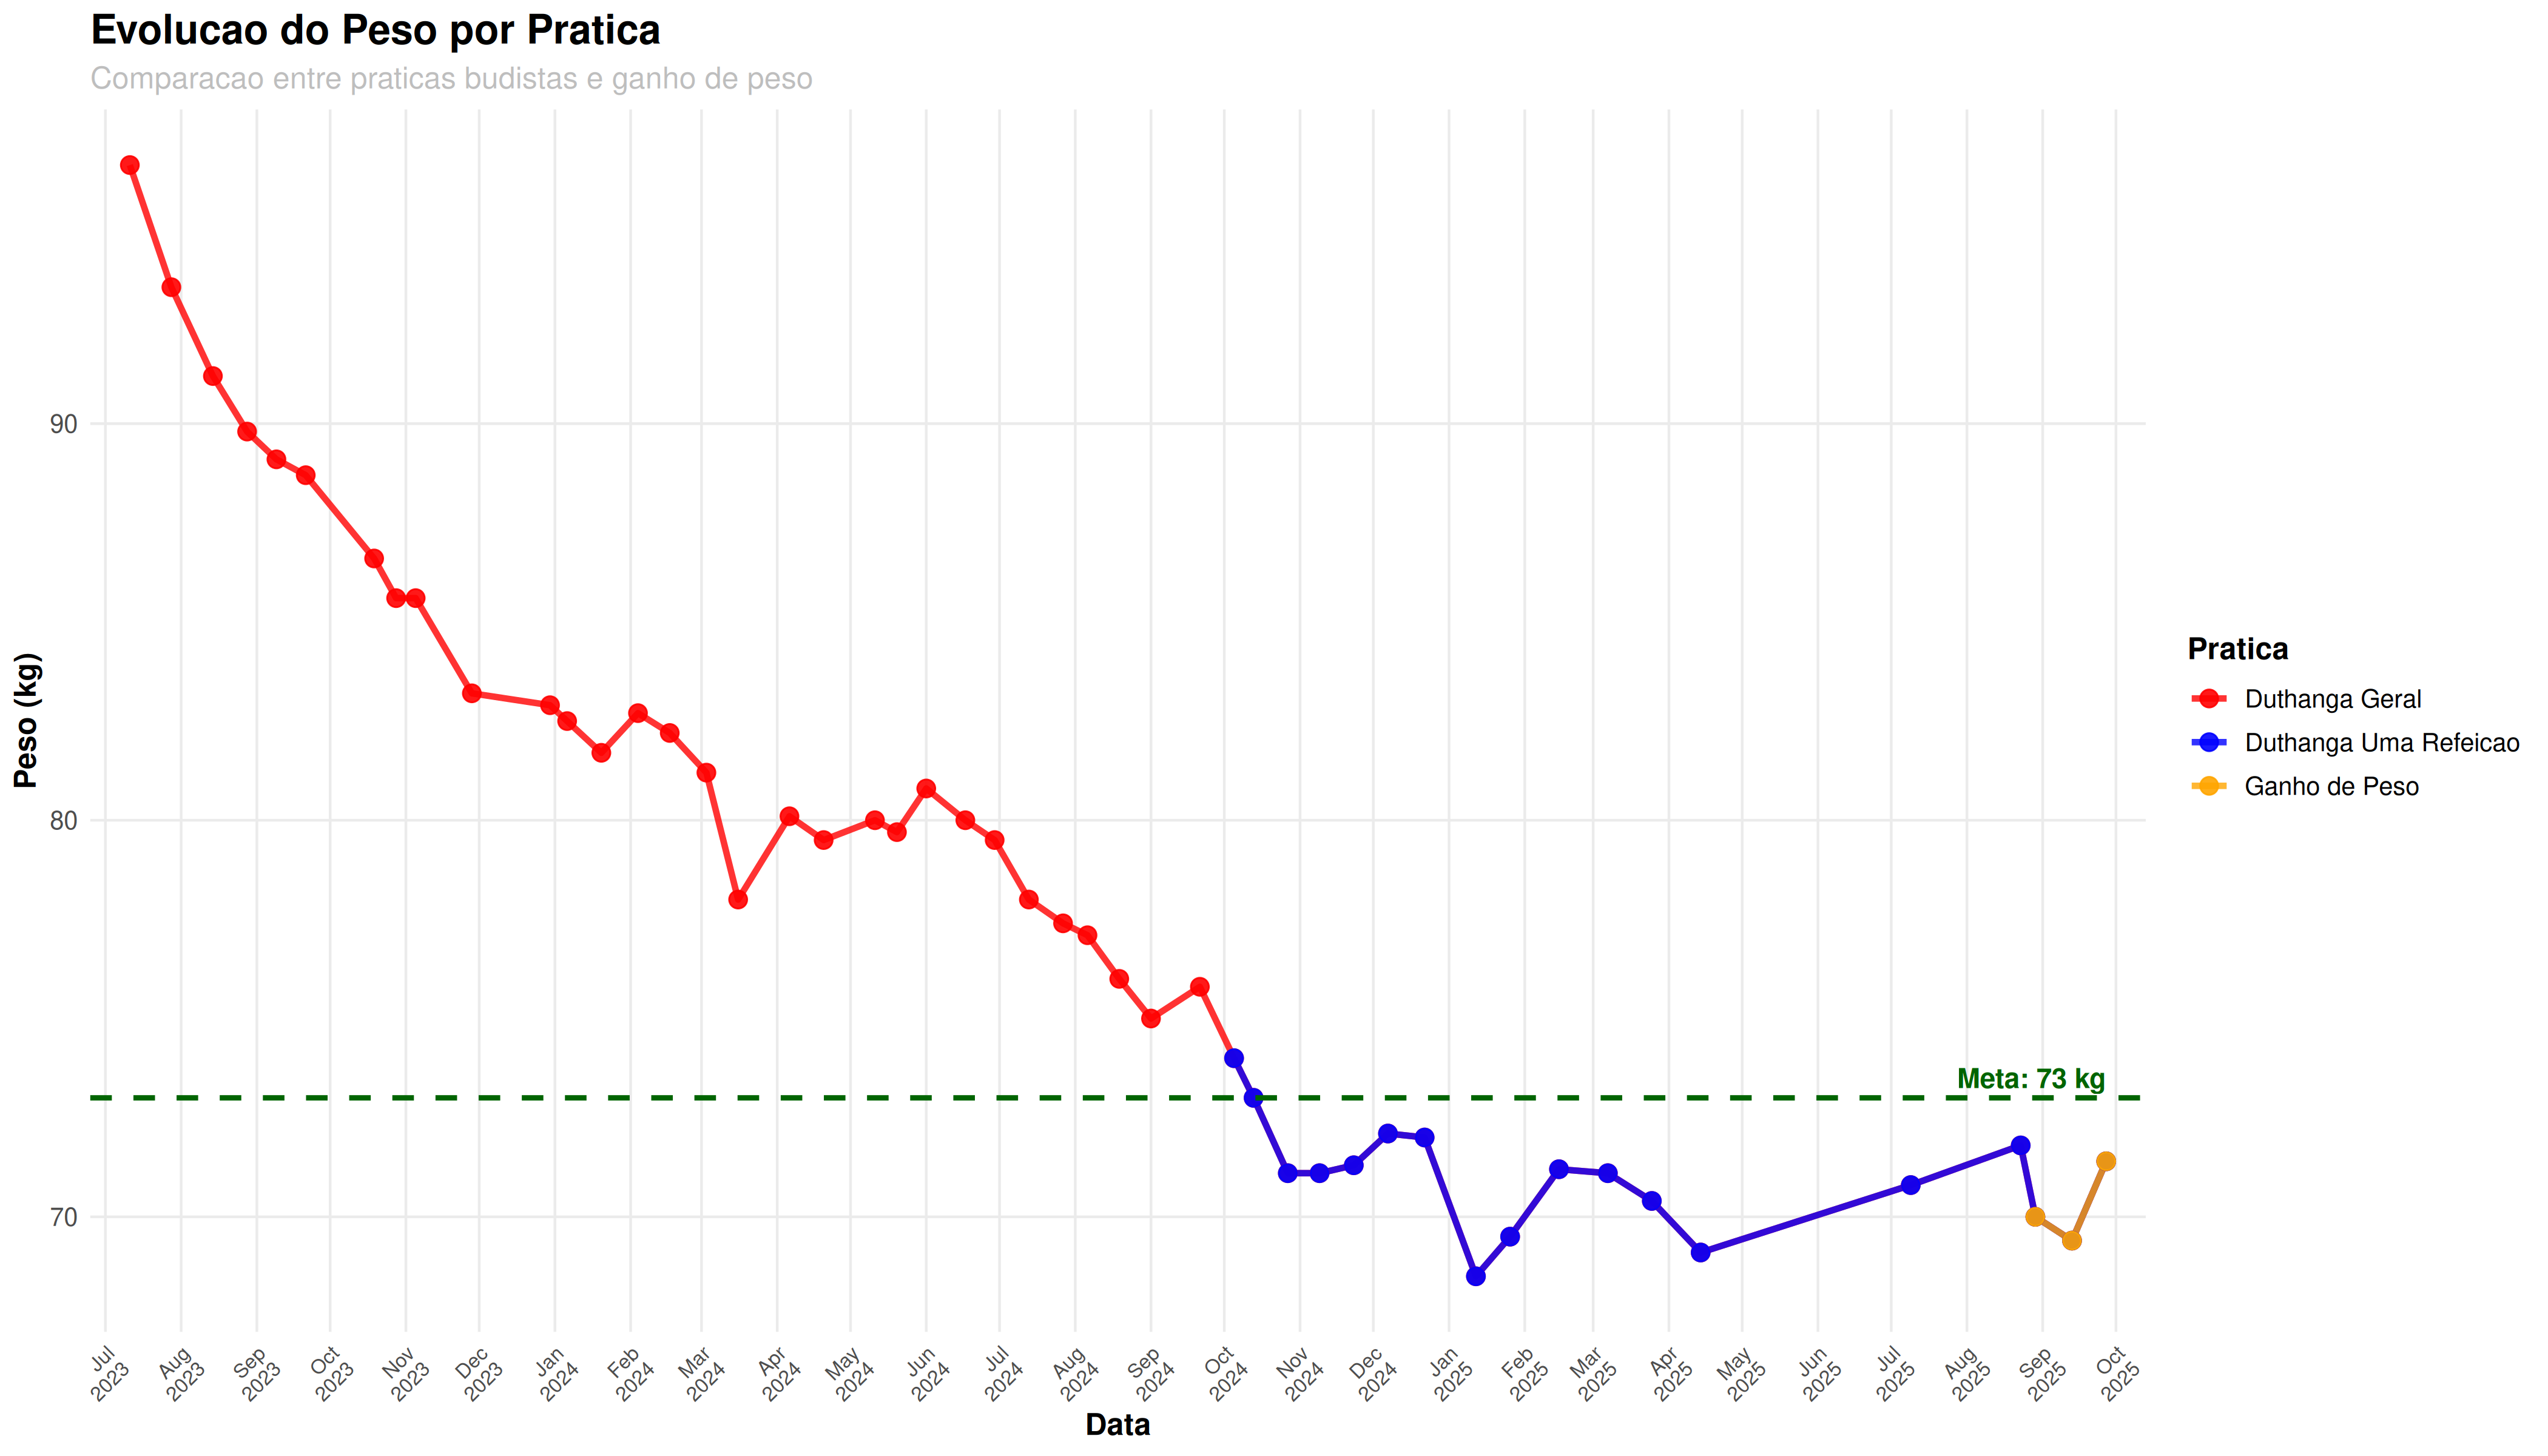 Evolucao do Peso por Pratica
Comparacao entre praticas budistas e ganho de peso
Peso (kg)
90
80
70
Meta: 73 kg
Jul
2023
Aug
2023
Sep
2023
Oct
2023
Nov
2023
Dec
2023
Jan
2024
Feb
2024
Mar
2024
Apr
2024
May
2024
Jun
2024
Jul
2024
Aug
2024
Sep
2024
Oct
2024
Nov
2024
Dec
2024
Jan
2025
Feb
2025
Mar
2025
Apr
2025
May
2025
Jun
2025
Jul
2025
Aug
2025
Sep
2025
Oct
2025
Data
Pratica
Duthanga Geral
Duthanga Uma Refeicao
Ganho de Peso